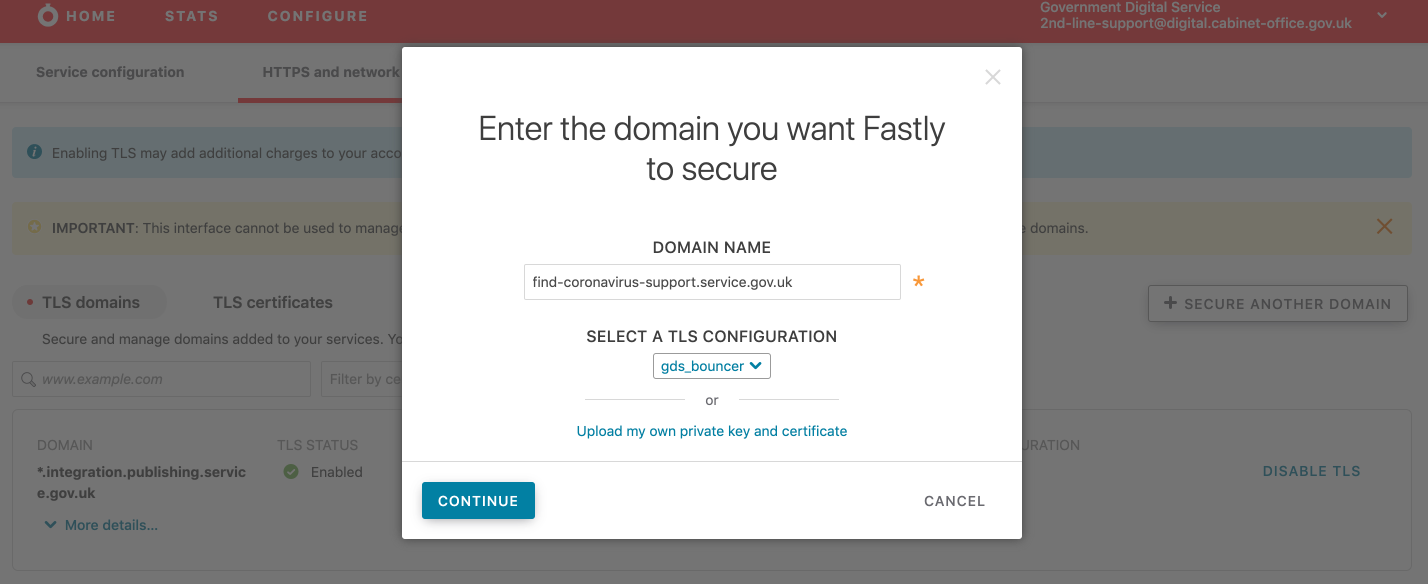 HOME STATS CONFIGURE
Government Digital Service
2nd-line-support@digital.cabinet-office.gov.uk
Service configuration
HTTPS and network
Enabling TLS may add additional charges to your acco
IMPORTANT: This interface cannot be used to manage
e domains.
TLS domains
TLS certificates
SECURE ANOTHER DOMAIN
Secure and manage domains added to your services. Yo
www.example.com
Filter by ce
DOMAIN
TLS STATUS
URATION
*.integration.publishing.servic
e.gov.uk
Enabled
DISABLE TLS
More details...
Enter the domain you want Fastly
to secure
DOMAIN NAME
find-coronavirus-support.service.gov.uk *
SELECT A TLS CONFIGURATION
gds_bouncer
or
Upload my own private key and certificate
CONTINUE
CANCEL